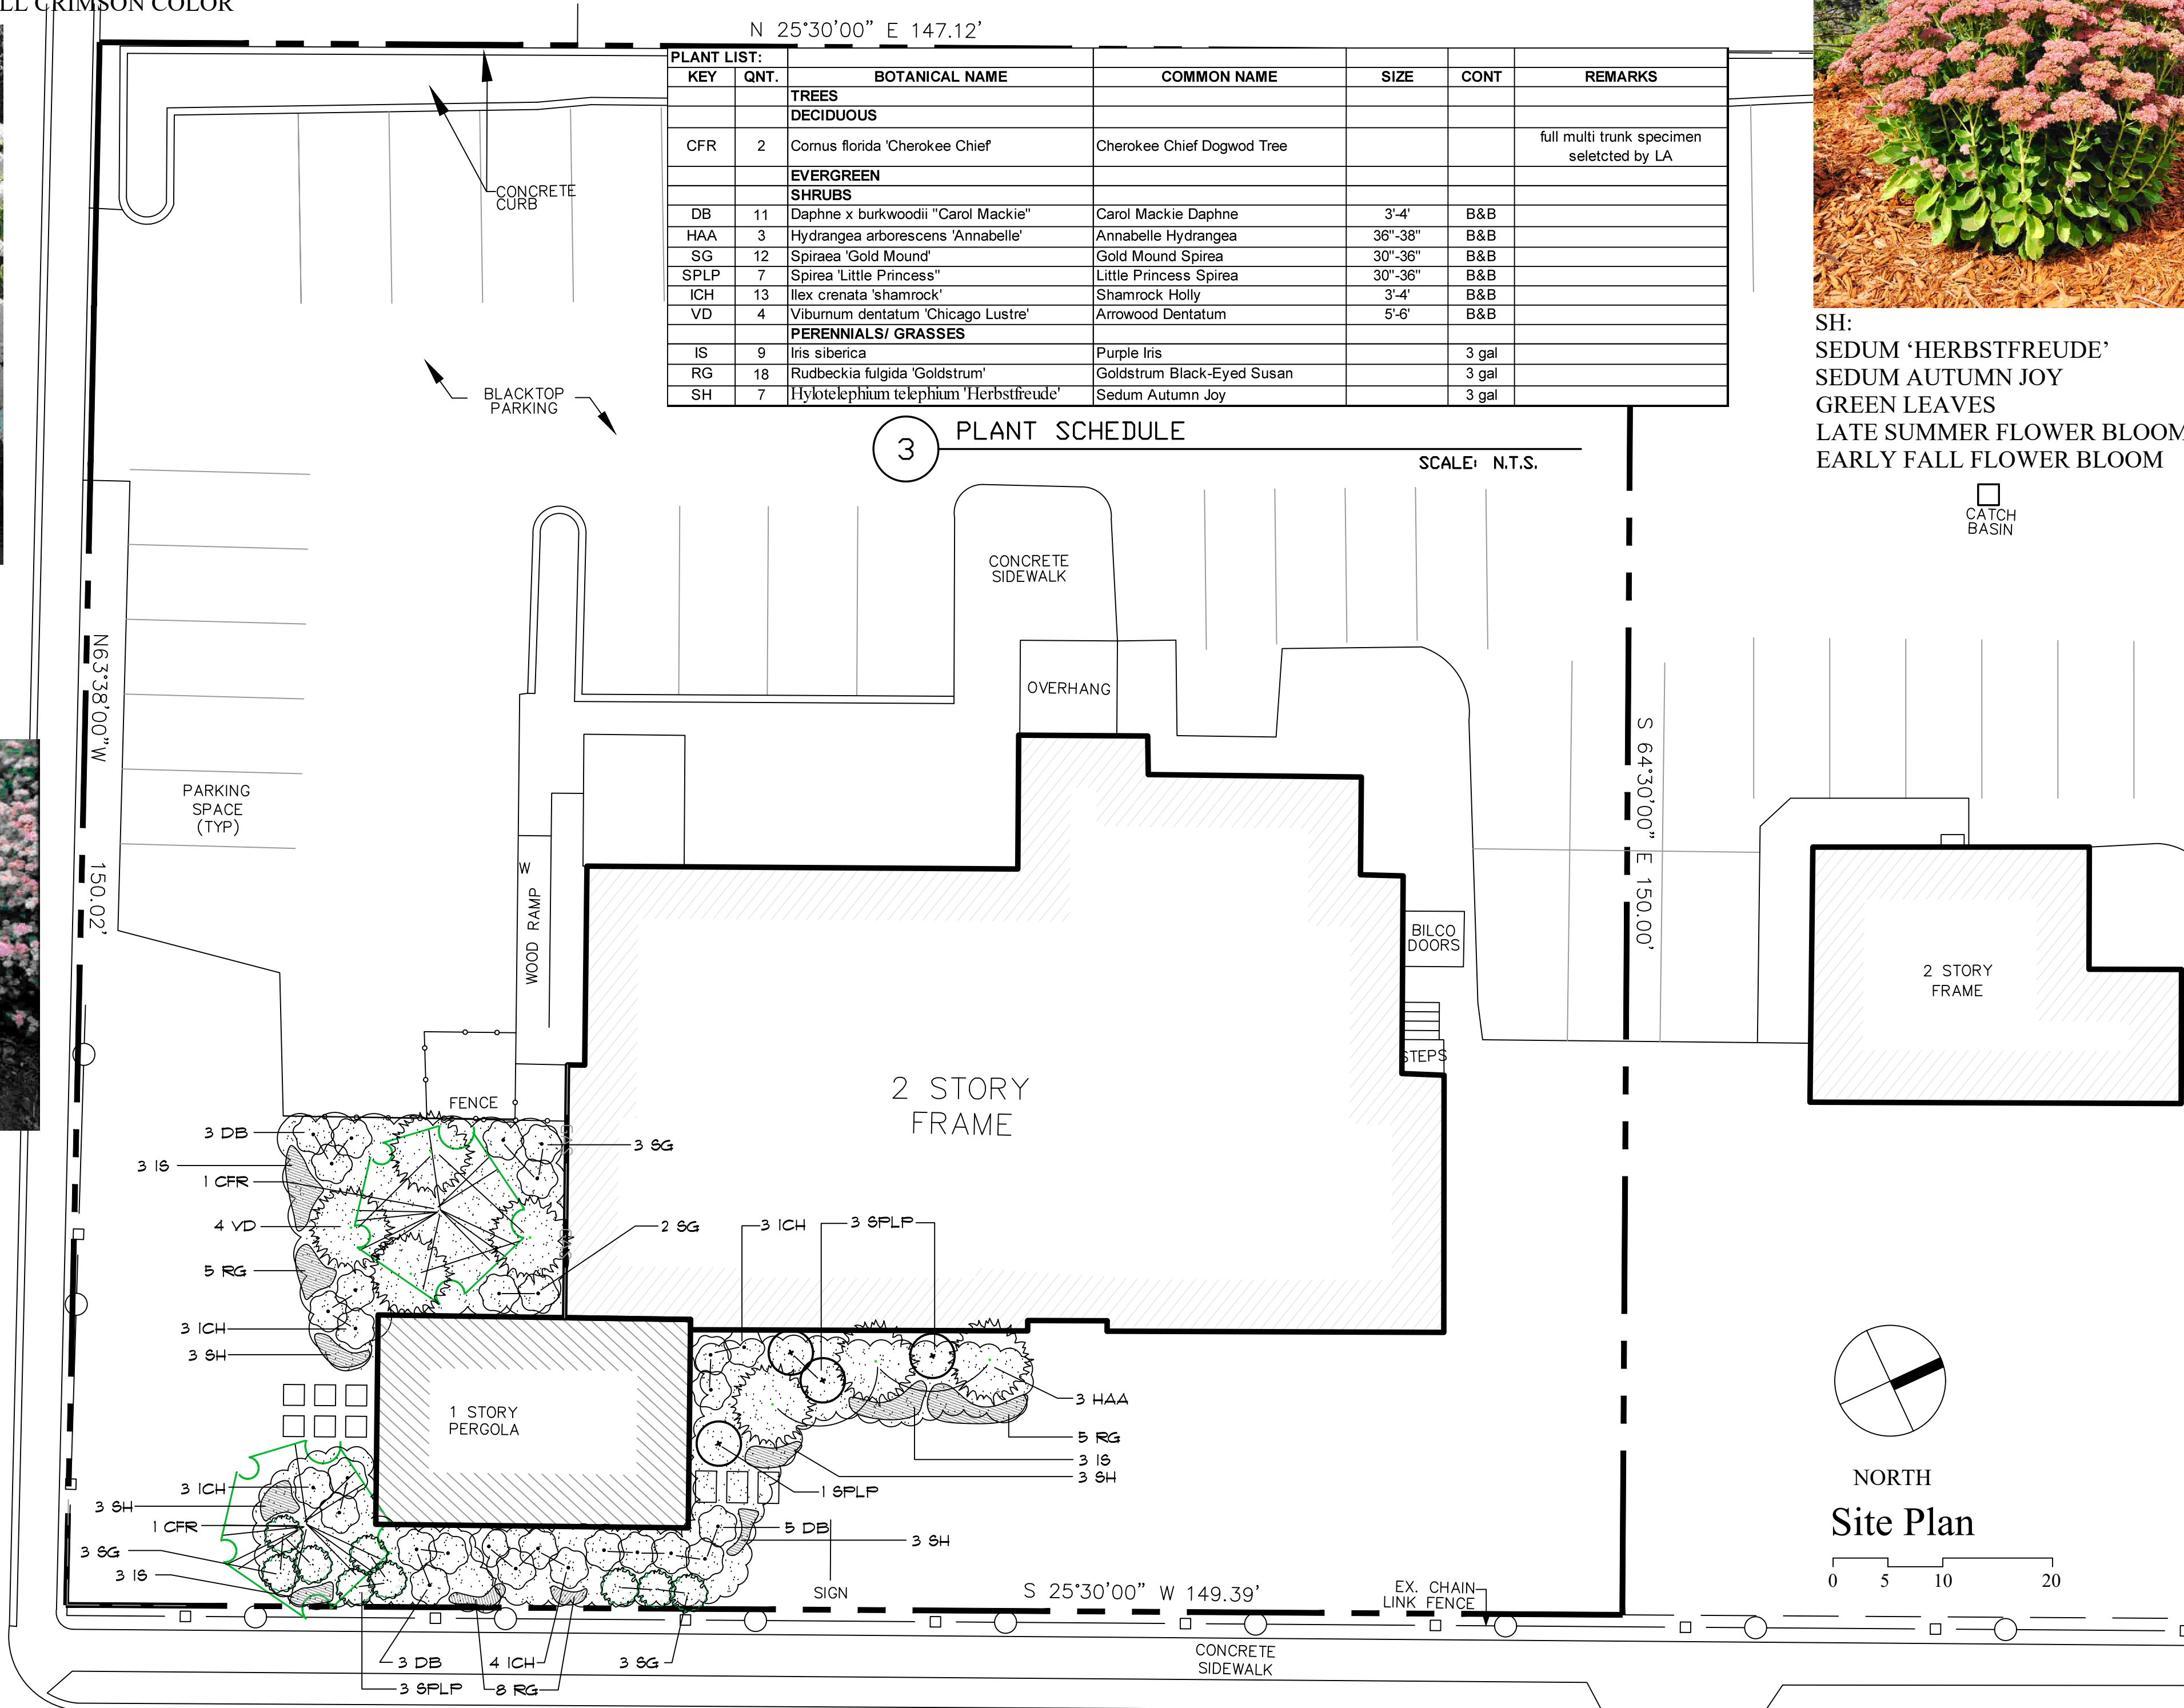 LL CRIMSON COLOR
N 25°30'00" E 147.12'
PLANT LIST:
KEY QNT. BOTANICAL NAME COMMON NAME SIZE CONT REMARKS
TREES
DECIDUOUS
CFR 2 Cornus florida 'Cherokee Chief' Cherokee Chief Dogwod Tree full multi trunk specimen
seletcted by LA
EVERGREEN
SHRUBS
DB 11 Daphne x burkwoodii "Carol Mackie" Carol Mackie Daphne 3'-4' B&B
HAA 3 Hydrangea arborescens 'Annabelle' Annabelle Hydrangea 36"-38" B&B
SG 12 Spiraea 'Gold Mound' Gold Mound Spirea 30"-36" B&B
SPLP 7 Spirea 'Little Princess" Little Princess Spirea 30"-36" B&B
ICH 13 Ilex crenata 'shamrock' Shamrock Holly 3'-4' B&B
VD 4 Viburnum dentatum 'Chicago Lustre' Arrowood Dentatum 5'-6' B&B
PERENNIALS/ GRASSES
IS 9 Iris siberica Purple Iris 3 gal
RG 18 Rudbeckia fulgida 'Goldstrum' Goldstrum Black-Eyed Susan 3 gal
SH 7 Hylotelephium telephium 'Herbstfreude' Sedum Autumn Joy 3 gal
3 PLANT SCHEDULE
SCALE: N.T.S.
SH:
SEDUM ‘HERBSTFREUDE’
SEDUM AUTUMN JOY
GREEN LEAVES
LATE SUMMER FLOWER BLOOM
EARLY FALL FLOWER BLOOM
CATCH
BASIN
CONCRETE
CURB
BLACKTOP
PARKING
CONCRETE
SIDEWALK
OVERHANG
N63°38'00"W 150.02'
PARKING
SPACE
(TYP)
W
WOOD RAMP
S 64°30'00" E 150.00'
BILCO
DOORS
STEPS
2 STORY
FRAME
2 STORY
FRAME
FENCE
GAS
GAS
3 DB
3 SG
3 IS
1 CFR
4 VD
2 SG
3 ICH
3 SPLP
5 RG
3 ICH
3 SH
1 STORY
PERGOLA
3 HAA
5 RG
3 IS
3 SH
1 SPLP
3 ICH
3 SH
1 CFR
3 SG
3 IS
5 DB
3 SH
SIGN
S 25°30'00" W 149.39'
EX. CHAIN
LINK FENCE
3 DB
4 ICH
3 SG
3 SPLP
8 RG
CONCRETE
SIDEWALK
NORTH
Site Plan
0 5 10 20